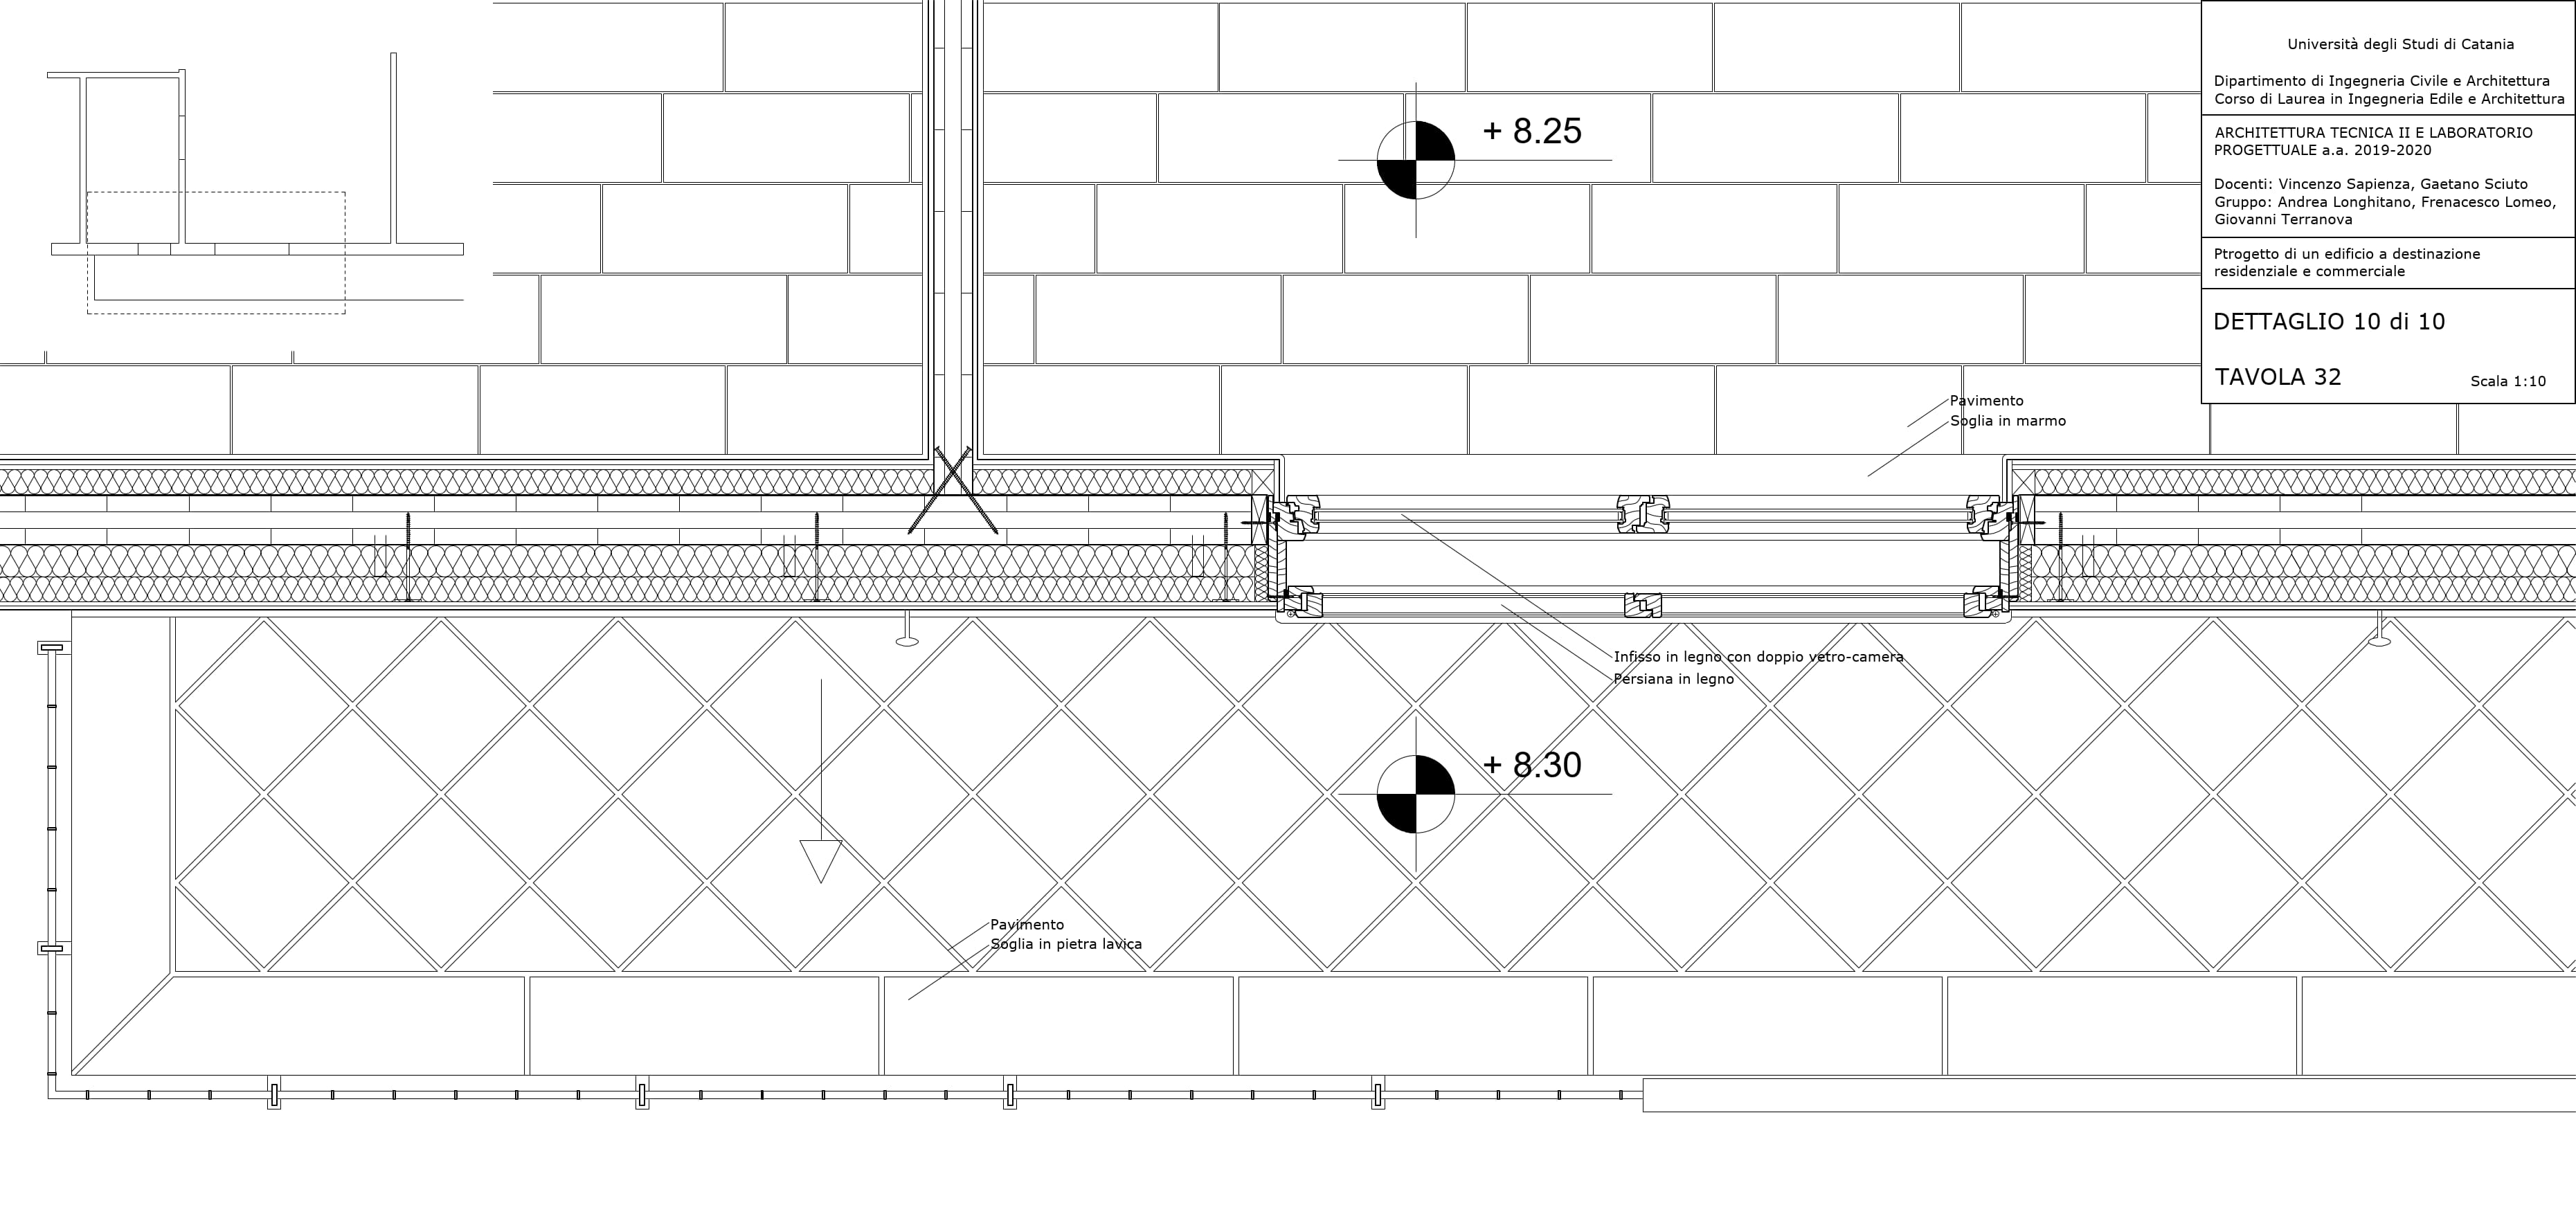 Università degli Studi di Catania
Dipartimento di Ingegneria Civile e Architettura
Corso di Laurea in Ingegneria Edile e Architettura
ARCHITETTURA TECNICA II E LABORATORIO
PROGETTUALE a.a. 2019-2020
Docenti: Vincenzo Sapienza, Gaetano Sciuto
Gruppo: Andrea Longhitano, Frenacesco Lomeo,
Giovanni Terranova
Ptrogetto di un edificio a destinazione
residenziale e commerciale
DETTAGLIO 10 di 10
TAVOLA 32
Scala 1:10
+ 8.25
Pavimento
Soglia in marmo
Infisso in legno con doppio vetro-camera
Persiana in legno
+ 8.30
Pavimento
Soglia in pietra lavica